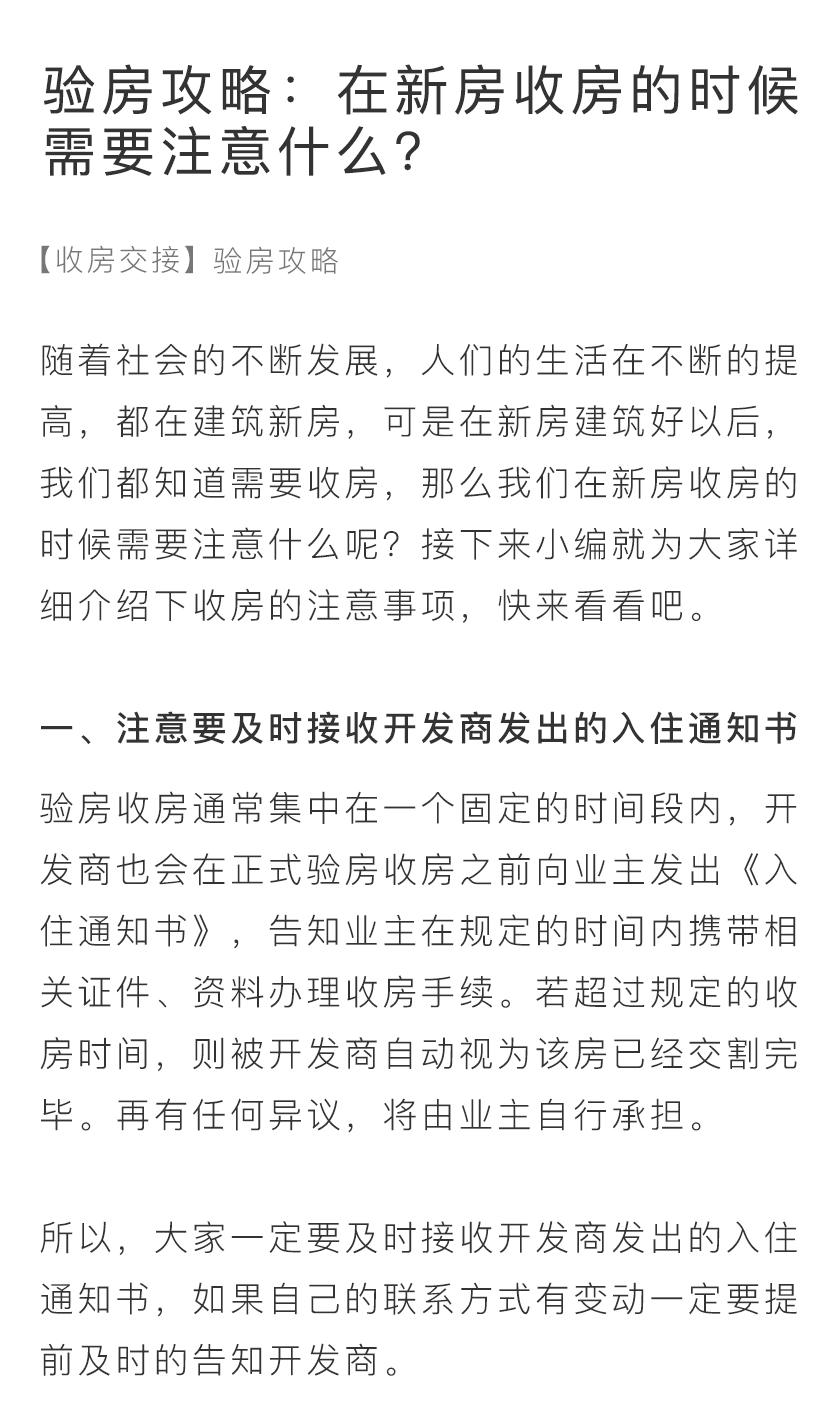 验房攻略：在新房收房的时候
需要注意什么？
【收房交接】验房攻略
随着社会的不断发展，人们的生活在不断的提
高，都在建筑新房，可是在新房建筑好以后，
我们都知道需要收房，那么我们在新房收房的
时候需要注意什么呢？接下来小编就为大家详
细介绍下收房的注意事项，快来看看吧。
一、注意要及时接收开发商发出的入住通知书
验房收房通常集中在一个固定的时间段内，开
发商也会在正式验房收房之前向业主发出《入
住通知书》，告知业主在规定的时间内携带相
关证件、资料办理收房手续。若超过规定的收
房时间，则被开发商自动视为该房已经交割完
毕。再有任何异议，将由业主自行承担。
所以，大家一定要及时接收开发商发出的入住
通知书，如果自己的联系方式有变动一定要提
前及时的告知开发商。